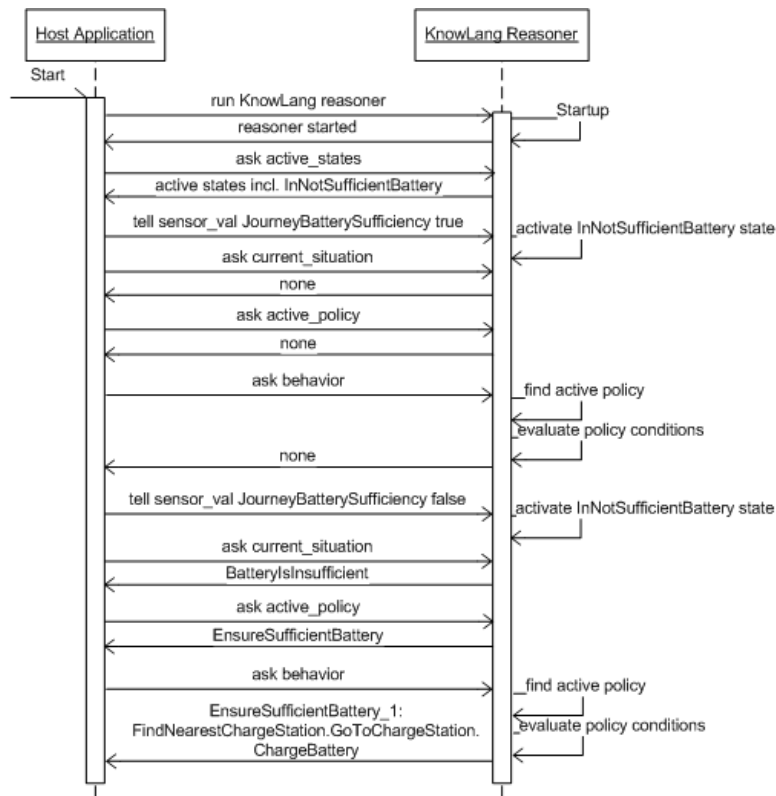 Host Application
KnowLang Reasoner
Start
run KnowLang reasoner
Startup
reasoner started
ask active_states
active states incl. InNotSufficientBattery
tell sensor_val JourneyBatterySufficiency true
activate InNotSufficientBattery state
ask current_situation
none
ask active_policy
none
ask behavior
find active policy
evaluate policy conditions
none
tell sensor_val JourneyBatterySufficiency false
activate InNotSufficientBattery state
ask current_situation
BatteryIsInsufficient
ask active_policy
EnsureSufficientBattery
ask behavior
find active policy
EnsureSufficientBattery_1:
FindNearestChargeStation.GoToChargeStation.
ChargeBattery
evaluate policy conditions